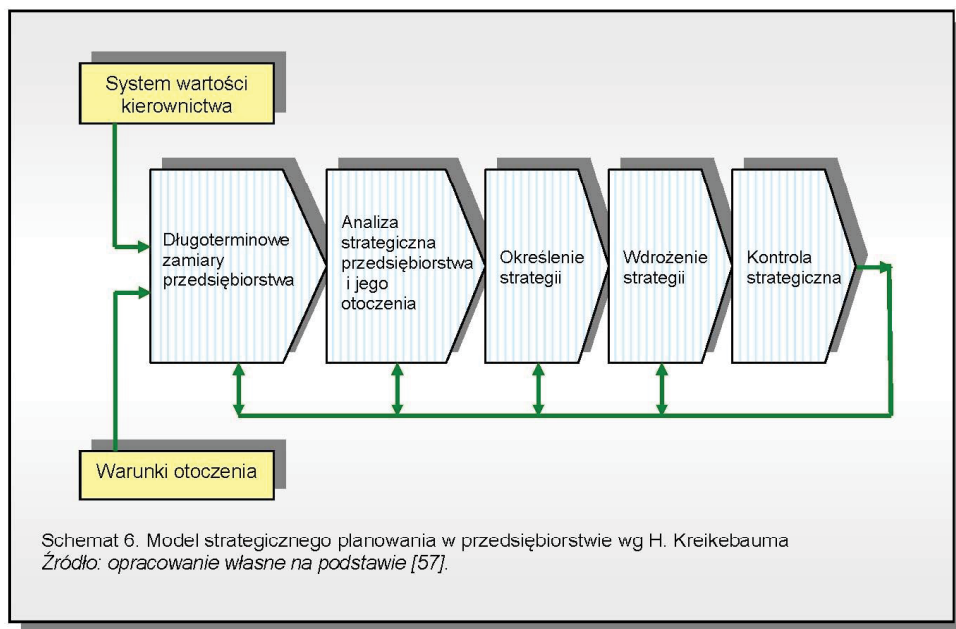 System wartości
kierownictwa
Długoterminowe
zamiary
przedsiębiorstwa
Analiza
strategiczna
przedsiębiorstwa
i jego
otoczenia
Określenie
strategii
Wdrożenie
strategii
Kontrola
strategiczna
Warunki otoczenia
Schemat 6. Model strategicznego planowania w przedsiębiorstwie wg H. Kreikebauma
Źródło: opracowanie własne na podstawie [57].